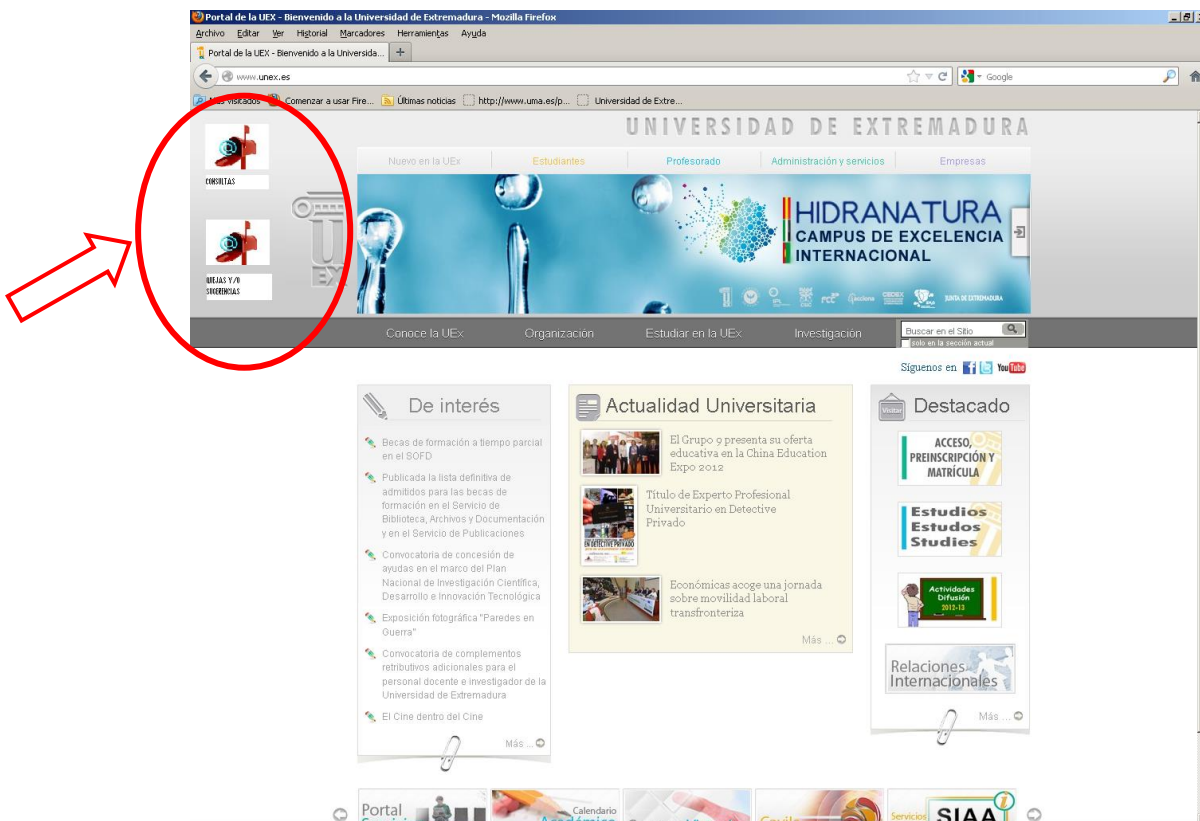 Portal de la UEX - Bienvenido a la Universidad de Extremadura - Mozilla Firefox
Archivo Editar Ver Historial Marcadores Herramientas Ayuda
Portal de la UEX - Bienvenido a la Universida... +
www.unex.es
Google
Más visitados Comenzar a usar Fire... Últimas noticias http://www.uma.es/p... Universidad de Extre...
UNIVERSIDAD DE EXTREMADURA
CONSULTAS
QUEJAS Y/O
SUGERENCIAS
UEX
Nuevo en la UEx Estudiantes Profesorado Administración y servicios Empresas
HIDRANATURA
CAMPUS DE EXCELENCIA
INTERNACIONAL
JUNTA DE EXTREMADURA
Conoce la UEx Organización Estudiar en la UEx Investigación
Buscar en el Sitio
solo en la sección actual
Síguenos en You Tube
De interés
Becas de formación a tiempo parcial
en el SOFD
Publicada la lista definitiva de
admitidos para las becas de
formación en el Servicio de
Biblioteca, Archivos y Documentación
y en el Servicio de Publicaciones
Convocatoria de concesión de
ayudas en el marco del Plan
Nacional de Investigación Científica,
Desarrollo e Innovación Tecnológica
Exposición fotográfica "Paredes en
Guerra"
Convocatoria de complementos
retributivos adicionales para el
personal docente e investigador de la
Universidad de Extremadura
El Cine dentro del Cine
Más ...
Actualidad Universitaria
El Grupo 9 presenta su oferta
educativa en la China Education
Expo 2012
Título de Experto Profesional
Universitario en Detective
Privado
EN DETECTIVE PRIVADO
Económicas acoge una jornada
sobre movilidad laboral
transfronteriza
Más ...
Visitar
Destacado
ACCESO,
PREINSCRIPCIÓN Y
MATRÍCULA
Estudios
Estudos
Studies
Actividades
Difusión
2012-13
Relaciones
Internacionales
Más ...
Portal
Calendario
Académico
Servicios SIAA